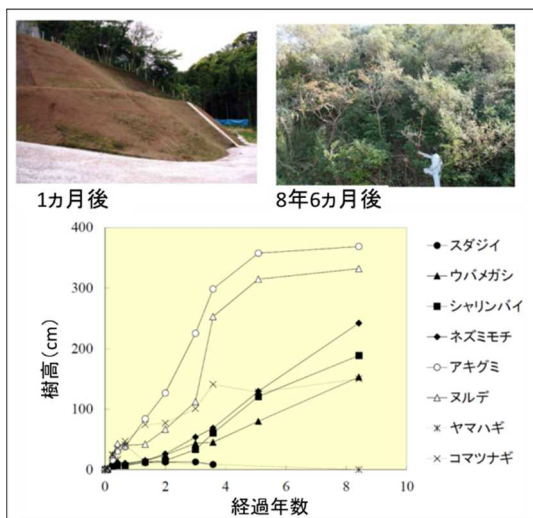 1ヵ月後
8年6ヵ月後
400
300
200
100
0
樹高(cm)
0 2 4 6 8 10
経過年数
スダジイ
ウバメガシ
シャリンバイ
ネズミモチ
アキグミ
ヌルデ
ヤマハギ
コマツナギ